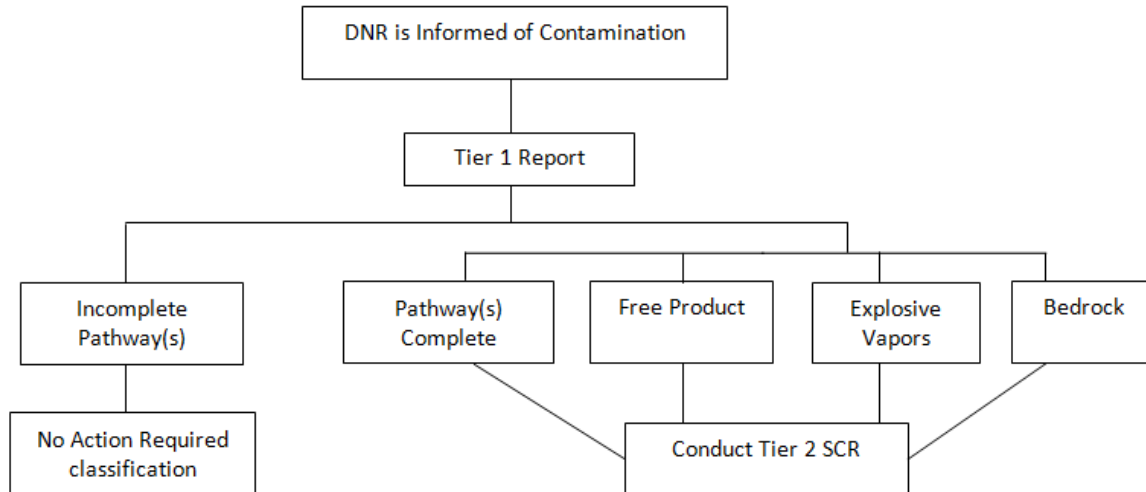 DNR is Informed of Contamination
Tier 1 Report
Incomplete
Pathway(s)
Pathway(s)
Complete
Free Product
Explosive
Vapors
Bedrock
No Action Required
classification
Conduct Tier 2 SCR